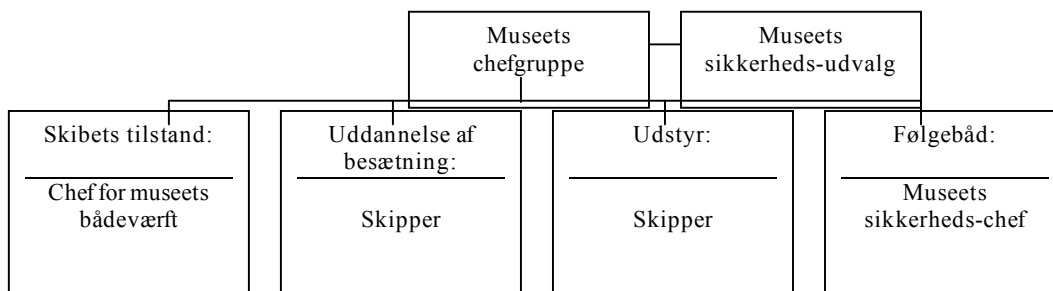 Museets
chefgruppe
Museets
sikkerheds-udvalg
Skibets tilstand:
Chef for museets
bådeværft
Uddannelse af
besætning:
Skipper
Udstyr:
Skipper
Følgebåd:
Museets
sikkerheds-chef